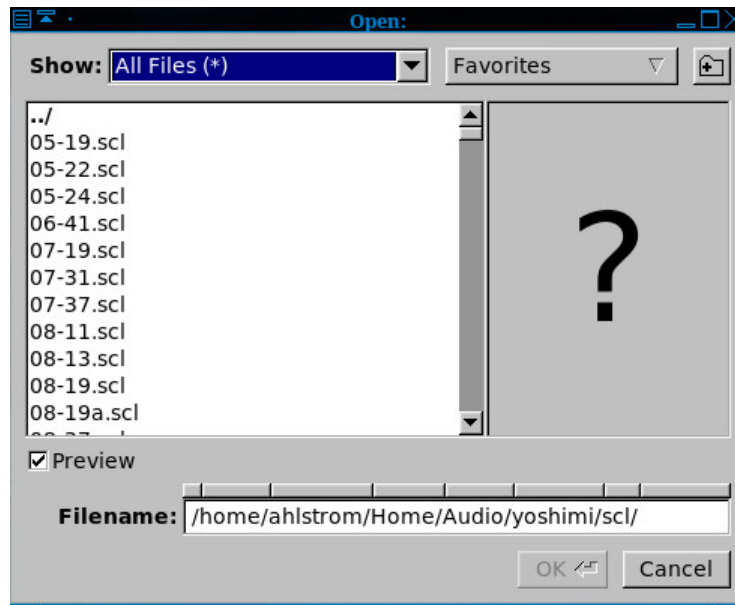 Open:
Show: All Files (*) Favorites
../
05-19.scl
05-22.scl
05-24.scl
06-41.scl
07-19.scl
07-31.scl
07-37.scl
08-11.scl
08-13.scl
08-19.scl
08-19a.scl
?
Preview
Filename: /home/ahlstrom/Home/Audio/yoshimi/scl/
OK Cancel